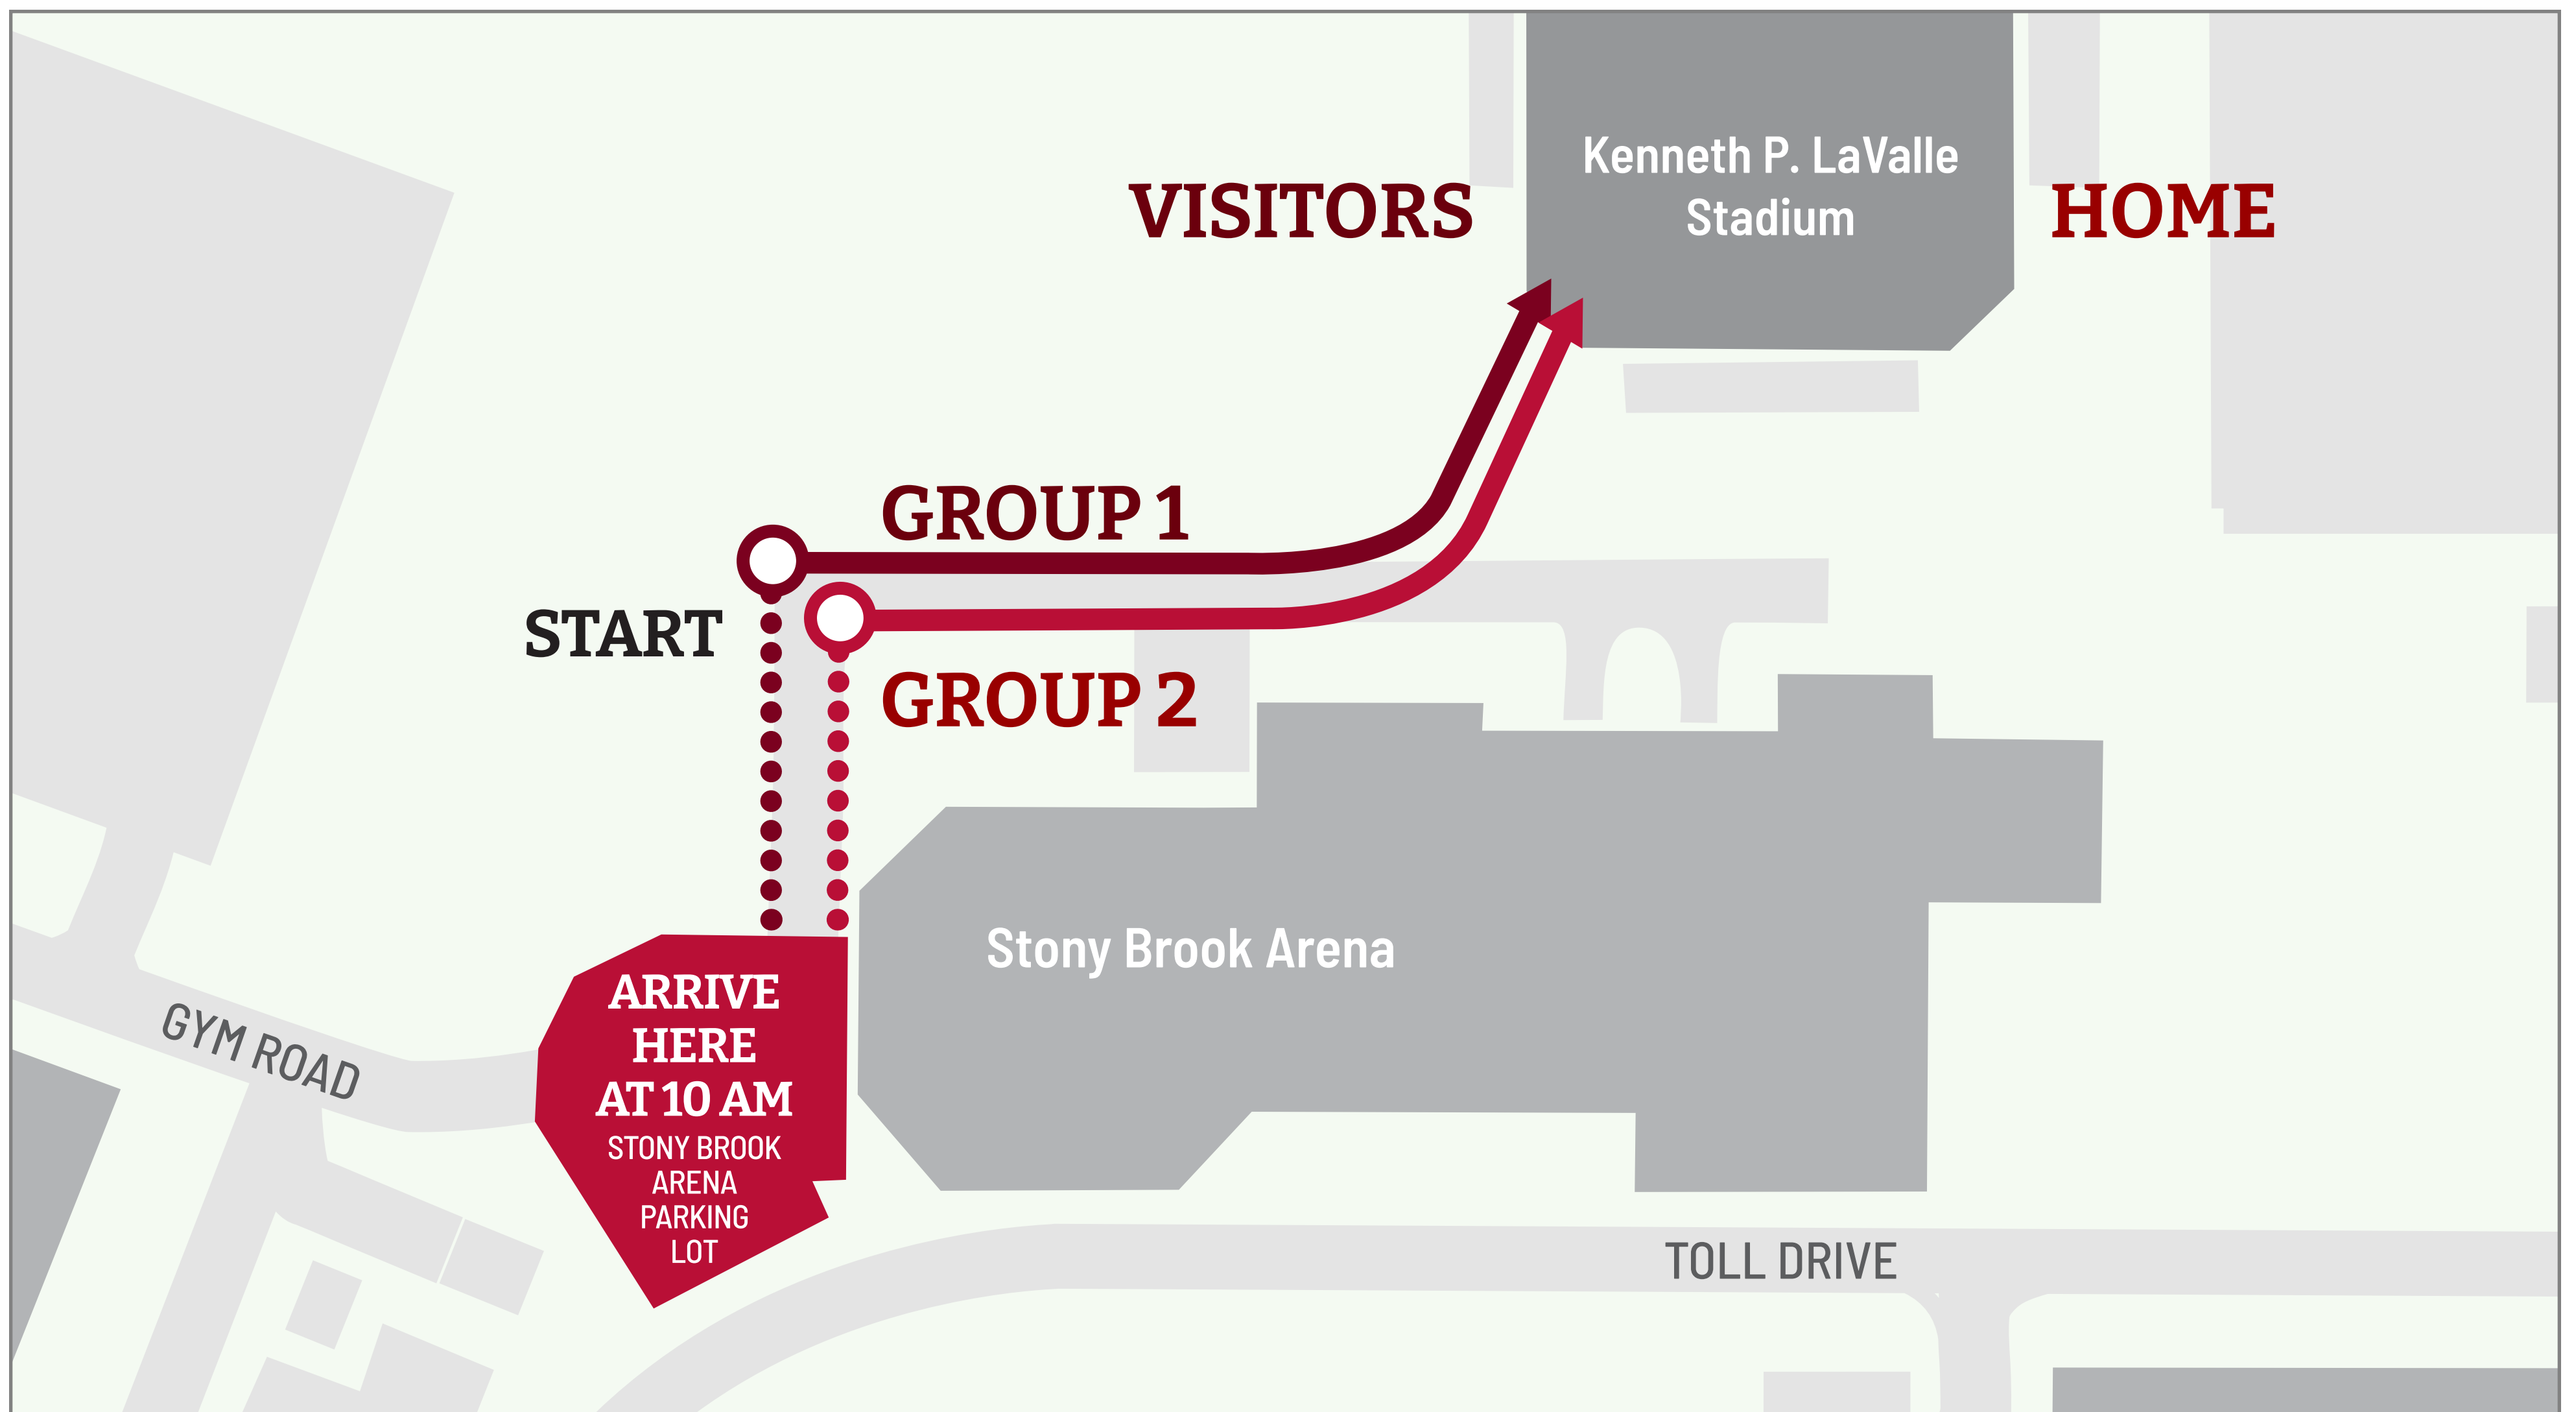 Kenneth P. LaValle
Stadium
VISITORS
HOME
GROUP 1
START
GROUP 2
Stony Brook Arena
ARRIVE
HERE
AT 10 AM
STONY BROOK
ARENA
PARKING
LOT
GYM ROAD
TOLL DRIVE